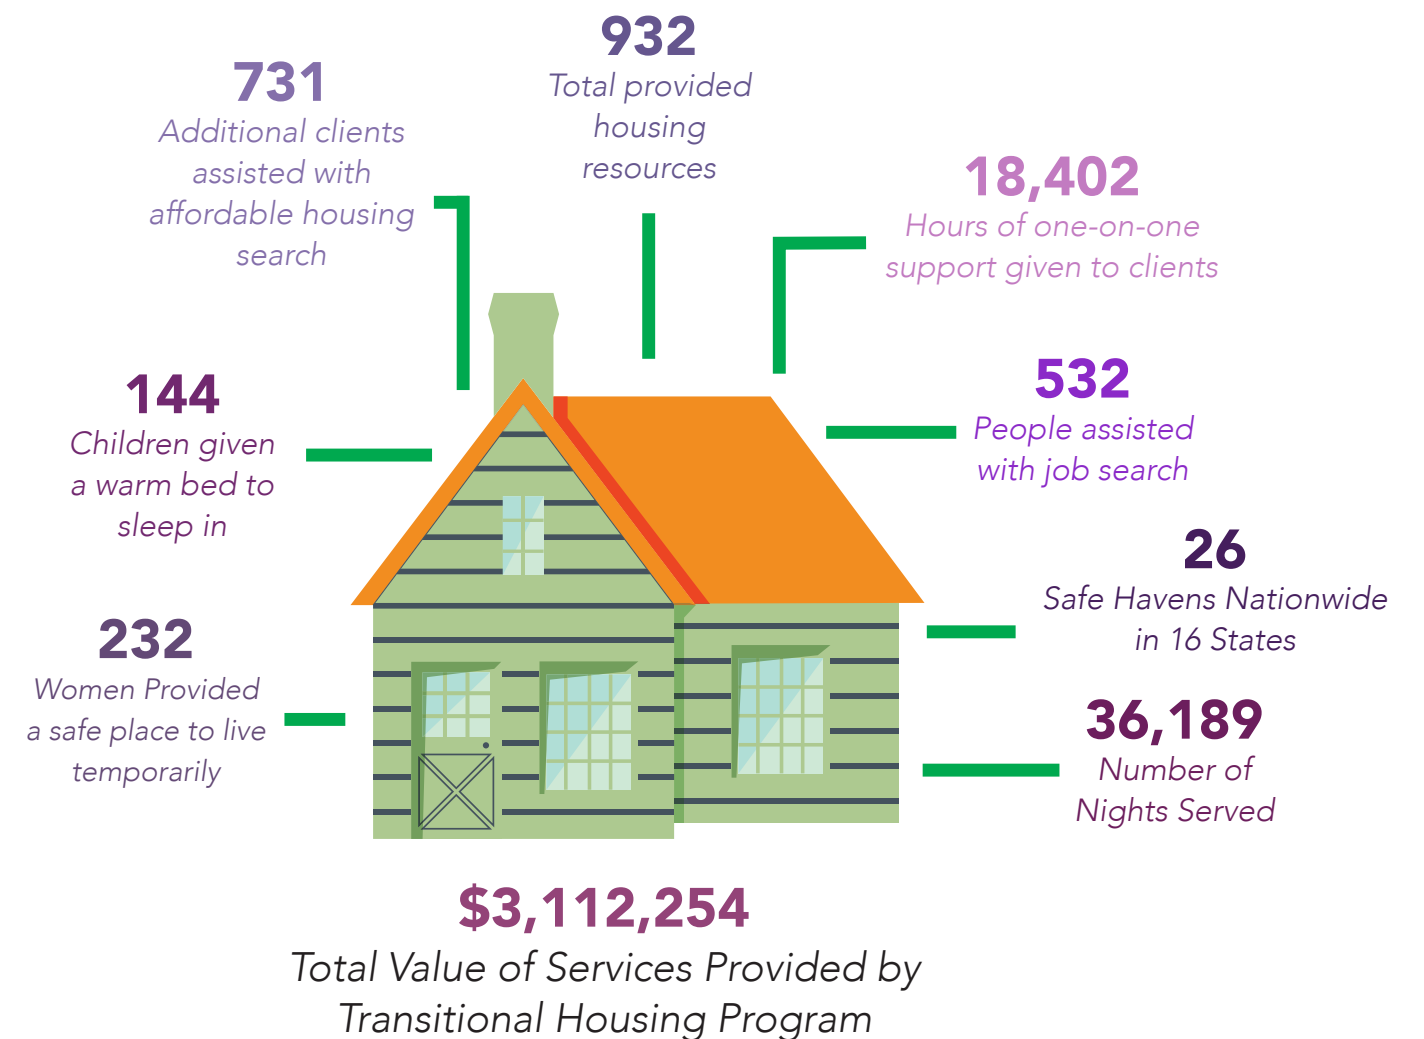 932
Total provided
housing
resources
731
Additional clients
assisted with
affordable housing
search
18,402
Hours of one-on-one
support given to clients
144
Children given
a warm bed to
sleep in
532
People assisted
with job search
26
Safe Havens Nationwide
in 16 States
232
Women Provided
a safe place to live
temporarily
36,189
Number of
Nights Served
$3,112,254
Total Value of Services Provided by
Transitional Housing Program